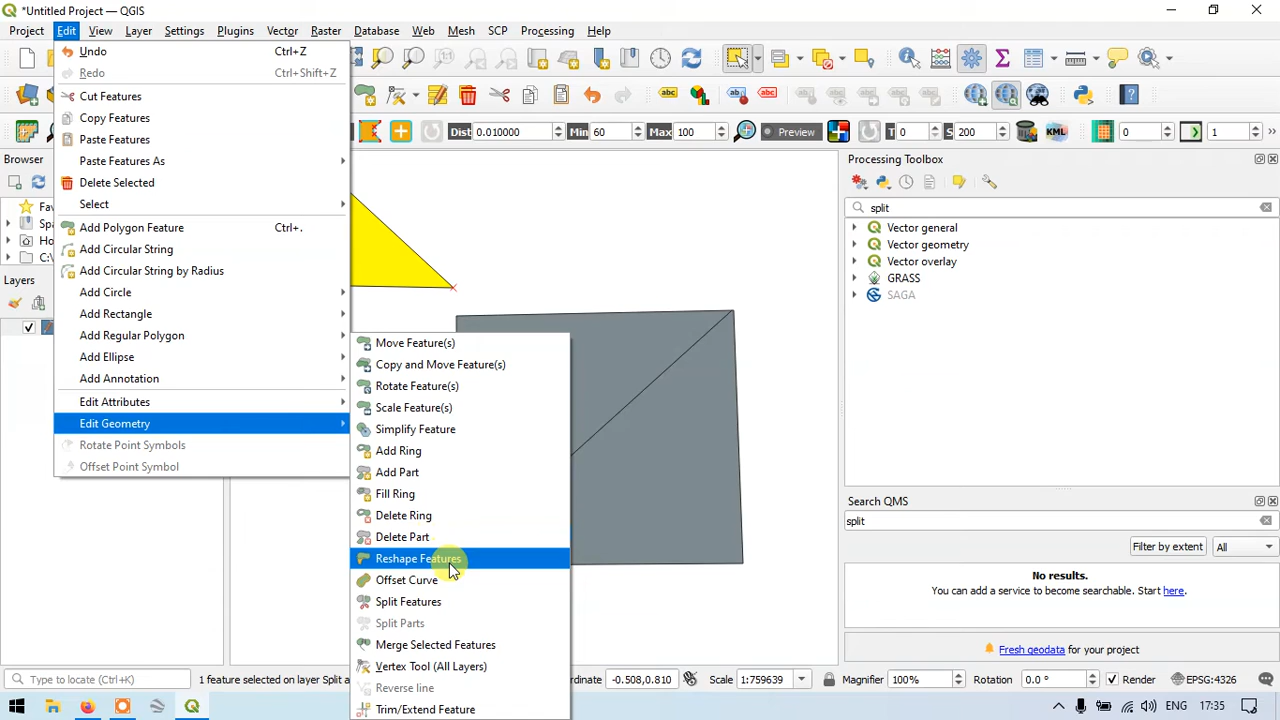 *Untitled Project — QGIS
Project Edit View Layer Settings Plugins Vector Raster Database Web Mesh SCP Processing Help
Undo Ctrl+Z
Redo Ctrl+Shift+Z
Cut Features
Copy Features
Paste Features
Paste Features As
Delete Selected
Select
Add Polygon Feature Ctrl+.
Add Circular String
Add Circular String by Radius
Add Circle
Add Rectangle
Add Regular Polygon
Add Ellipse
Add Annotation
Edit Attributes
Edit Geometry
Rotate Point Symbols
Offset Point Symbol
Move Feature(s)
Copy and Move Feature(s)
Rotate Feature(s)
Scale Feature(s)
Simplify Feature
Add Ring
Add Part
Fill Ring
Delete Ring
Delete Part
Reshape Features
Offset Curve
Split Features
Split Parts
Merge Selected Features
Vertex Tool (All Layers)
Reverse line
Trim/Extend Feature
abc abc abc abc
Dist 0.010000 Min 60 Max 100 Preview T 0 S 200 KML 0 1
Browser
Fav
Spa
Ho
C:\
Layers
Processing Toolbox
split
Vector general
Vector geometry
Vector overlay
GRASS
SAGA
Search QMS
split
Filter by extent All
No results.
You can add a service to become searchable. Start here.
Fresh geodata for your project
Type to locate (Ctrl+K) 1 feature selected on layer Split a ordinate -0.508,0.810 Scale 1:759639 Magnifier 100% Rotation 0.0 ° Render EPSG:4326
ENG 17:35